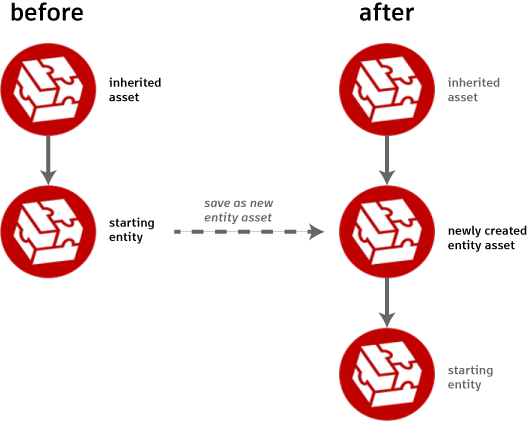 before
after
inherited
asset
inherited
asset
starting
entity
save as new
entity asset
newly created
entity asset
starting
entity